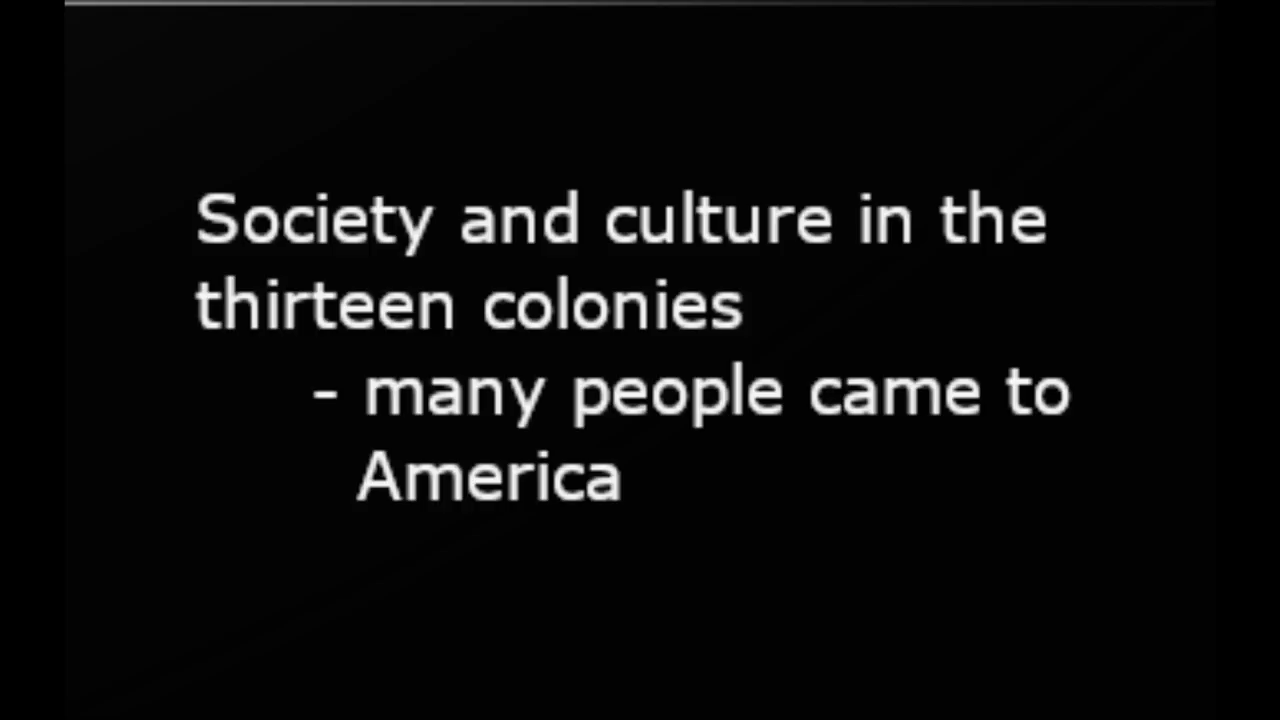 Society and culture in the
thirteen colonies
- many people came to
America